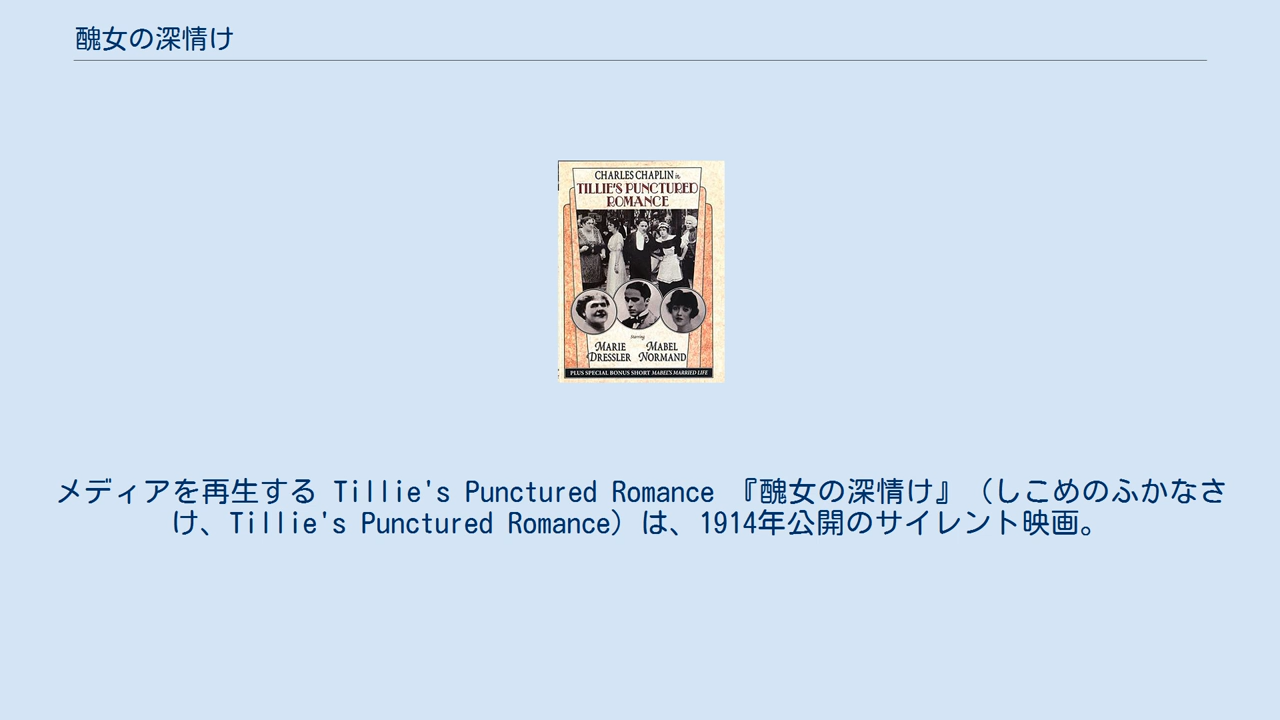 醜女の深情け
CHARLES CHAPLIN in
TILLIE'S PUNCTURED
ROMANCE
Starring
MARIE DRESSLER MABEL NORMAND
PLUS SPECIAL BONUS SHORT MABEL'S MARRIED LIFE
メディアを再生する Tillie's Punctured Romance 『醜女の深情け』（しこめのふかなさ
け、Tillie's Punctured Romance）は、1914年公開のサイレント映画。